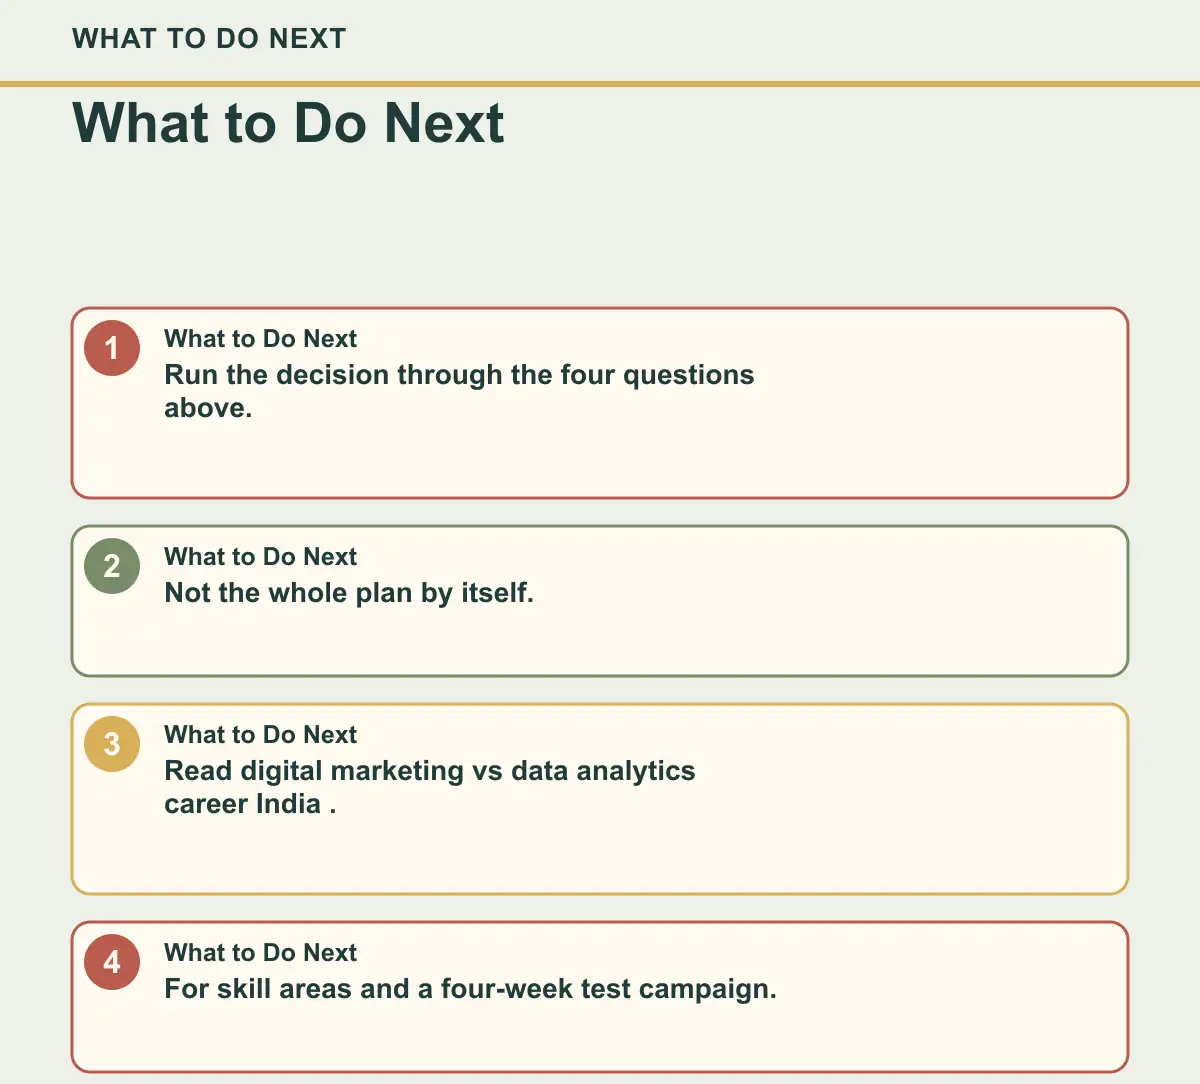 WHAT TO DO NEXT
What to Do Next
1
What to Do Next
Run the decision through the four questions
above.
2
What to Do Next
Not the whole plan by itself.
3
What to Do Next
Read digital marketing vs data analytics
career India .
4
What to Do Next
For skill areas and a four-week test campaign.